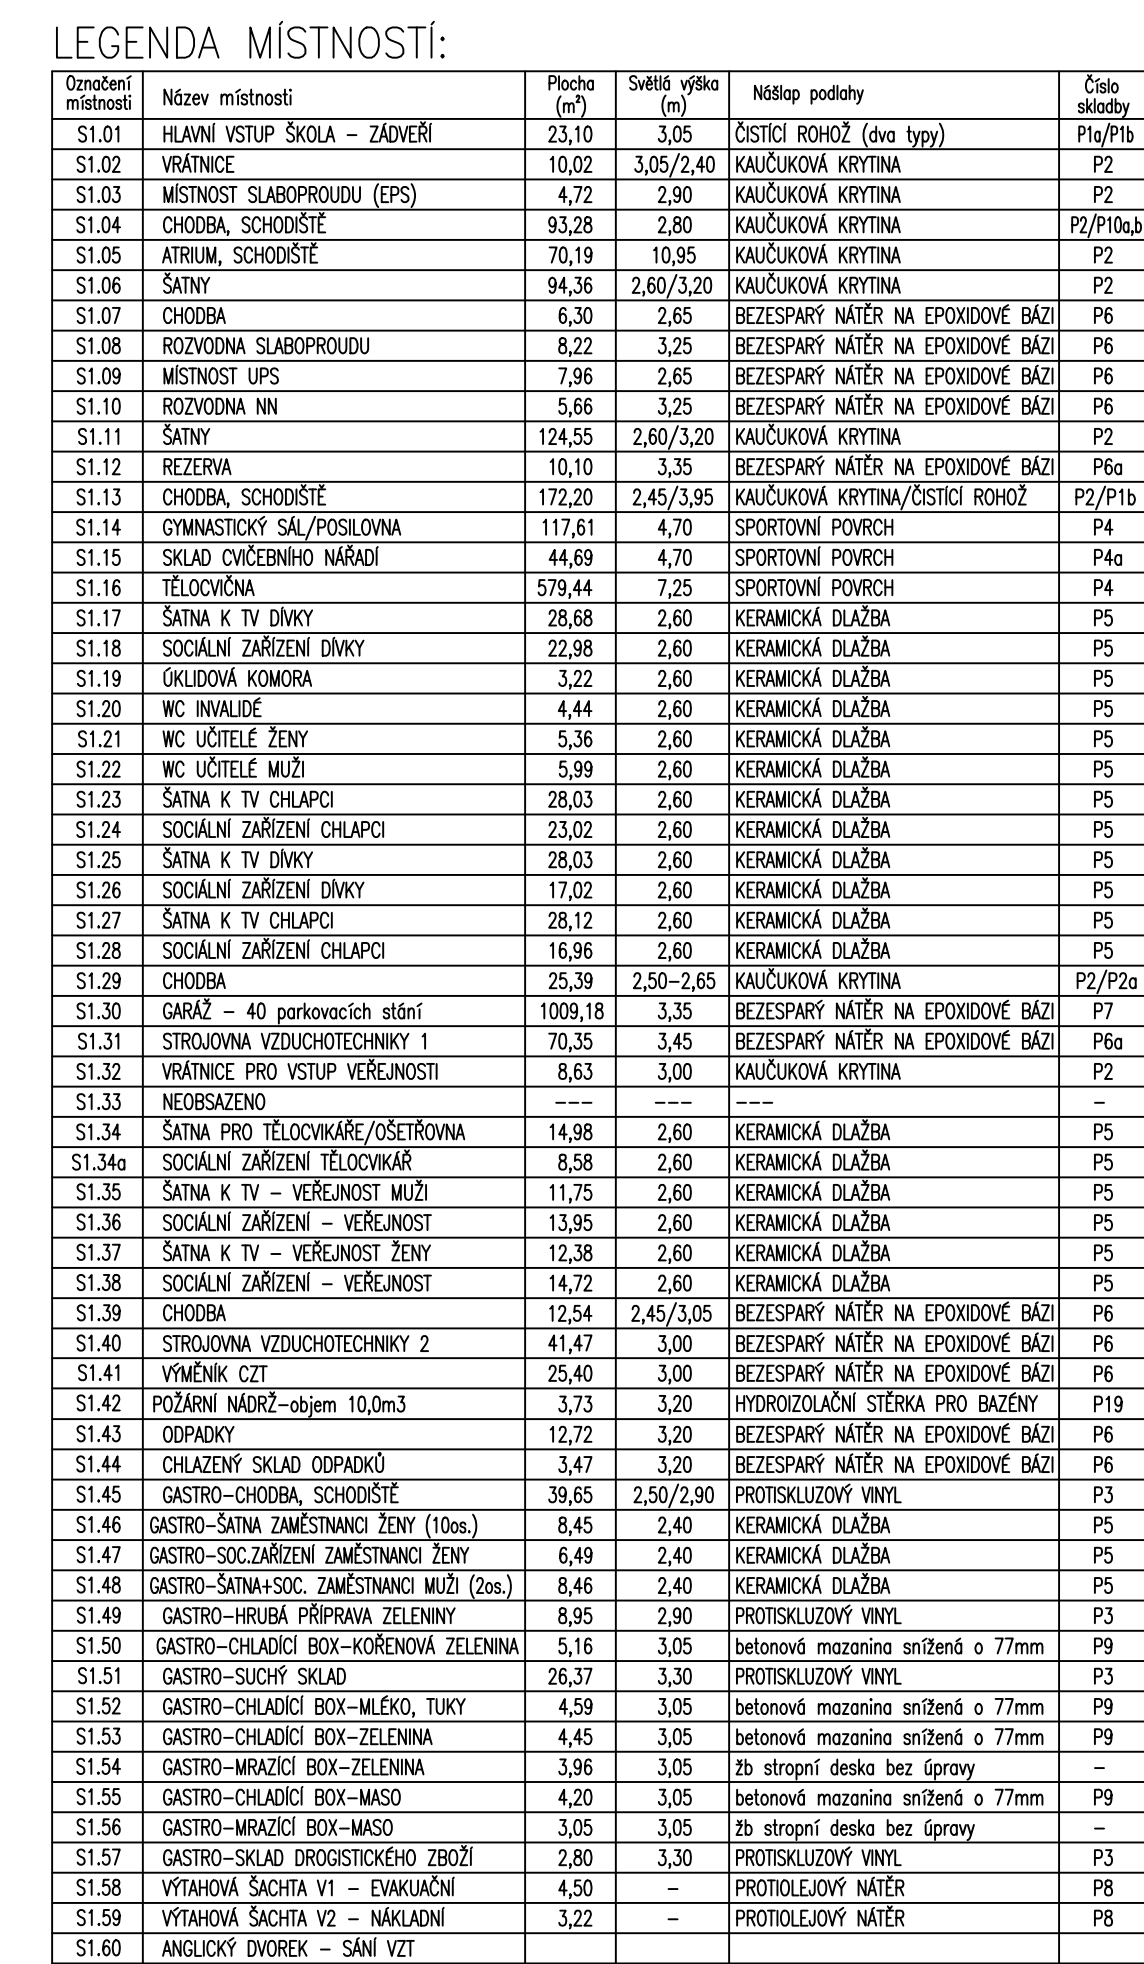 LEGENDA MÍSTNOSTÍ:
Označení místnosti Název místnosti Plocha (m²) Světlá výška (m) Nášlap podlahy Číslo skladby
S1.01 HLAVNÍ VSTUP ŠKOLA – ZÁDVEŘÍ 23,10 3,05 ČISTÍCÍ ROHOŽ (dva typy) P1a/P1b
S1.02 VRÁTNICE 10,02 3,05/2,40 KAUČUKOVÁ KRYTINA P2
S1.03 MÍSTNOST SLABOPROUDU (EPS) 4,72 2,90 KAUČUKOVÁ KRYTINA P2
S1.04 CHODBA, SCHODIŠTĚ 93,28 2,80 KAUČUKOVÁ KRYTINA P2/P10a,b
S1.05 ATRIUM, SCHODIŠTĚ 70,19 10,95 KAUČUKOVÁ KRYTINA P2
S1.06 ŠATNY 94,36 2,60/3,20 KAUČUKOVÁ KRYTINA P2
S1.07 CHODBA 6,30 2,65 BEZESPARÝ NÁTĚR NA EPOXIDOVÉ BÁZI P6
S1.08 ROZVODNA SLABOPROUDU 8,22 3,25 BEZESPARÝ NÁTĚR NA EPOXIDOVÉ BÁZI P6
S1.09 MÍSTNOST UPS 7,96 2,65 BEZESPARÝ NÁTĚR NA EPOXIDOVÉ BÁZI P6
S1.10 ROZVODNA NN 5,66 3,25 BEZESPARÝ NÁTĚR NA EPOXIDOVÉ BÁZI P6
S1.11 ŠATNY 124,55 2,60/3,20 KAUČUKOVÁ KRYTINA P2
S1.12 REZERVA 10,10 3,35 BEZESPARÝ NÁTĚR NA EPOXIDOVÉ BÁZI P6a
S1.13 CHODBA, SCHODIŠTĚ 172,20 2,45/3,95 KAUČUKOVÁ KRYTINA/ČISTÍCÍ ROHOŽ P2/P1b
S1.14 GYMNASTICKÝ SÁL/POSILOVNA 117,61 4,70 SPORTOVNÍ POVRCH P4
S1.15 SKLAD CVIČEBNÍHO NÁŘADÍ 44,69 4,70 SPORTOVNÍ POVRCH P4a
S1.16 TĚLOCVIČNA 579,44 7,25 SPORTOVNÍ POVRCH P4
S1.17 ŠATNA K TV DÍVKY 28,68 2,60 KERAMICKÁ DLAŽBA P5
S1.18 SOCIÁLNÍ ZAŘÍZENÍ DÍVKY 22,98 2,60 KERAMICKÁ DLAŽBA P5
S1.19 ÚKLIDOVÁ KOMORA 3,22 2,60 KERAMICKÁ DLAŽBA P5
S1.20 WC INVALIDÉ 4,44 2,60 KERAMICKÁ DLAŽBA P5
S1.21 WC UČITELÉ ŽENY 5,36 2,60 KERAMICKÁ DLAŽBA P5
S1.22 WC UČITELÉ MUŽI 5,99 2,60 KERAMICKÁ DLAŽBA P5
S1.23 ŠATNA K TV CHLAPCI 28,03 2,60 KERAMICKÁ DLAŽBA P5
S1.24 SOCIÁLNÍ ZAŘÍZENÍ CHLAPCI 23,02 2,60 KERAMICKÁ DLAŽBA P5
S1.25 ŠATNA K TV DÍVKY 28,03 2,60 KERAMICKÁ DLAŽBA P5
S1.26 SOCIÁLNÍ ZAŘÍZENÍ DÍVKY 17,02 2,60 KERAMICKÁ DLAŽBA P5
S1.27 ŠATNA K TV CHLAPCI 28,12 2,60 KERAMICKÁ DLAŽBA P5
S1.28 SOCIÁLNÍ ZAŘÍZENÍ CHLAPCI 16,96 2,60 KERAMICKÁ DLAŽBA P5
S1.29 CHODBA 25,39 2,50–2,65 KAUČUKOVÁ KRYTINA P2/P2a
S1.30 GARÁŽ – 40 parkovacích stání 1009,18 3,35 BEZESPARÝ NÁTĚR NA EPOXIDOVÉ BÁZI P7
S1.31 STROJOVNA VZDUCHOTECHNIKY 1 70,35 3,45 BEZESPARÝ NÁTĚR NA EPOXIDOVÉ BÁZI P6a
S1.32 VRÁTNICE PRO VSTUP VEŘEJNOSTI 8,63 3,00 KAUČUKOVÁ KRYTINA P2
S1.33 NEOBSAZENO ––– ––– ––– –
S1.34 ŠATNA PRO TĚLOCVIKÁŘE/OŠETŘOVNA 14,98 2,60 KERAMICKÁ DLAŽBA P5
S1.34a SOCIÁLNÍ ZAŘÍZENÍ TĚLOCVIKÁŘ 8,58 2,60 KERAMICKÁ DLAŽBA P5
S1.35 ŠATNA K TV – VEŘEJNOST MUŽI 11,75 2,60 KERAMICKÁ DLAŽBA P5
S1.36 SOCIÁLNÍ ZAŘÍZENÍ – VEŘEJNOST 13,95 2,60 KERAMICKÁ DLAŽBA P5
S1.37 ŠATNA K TV – VEŘEJNOST ŽENY 12,38 2,60 KERAMICKÁ DLAŽBA P5
S1.38 SOCIÁLNÍ ZAŘÍZENÍ – VEŘEJNOST 14,72 2,60 KERAMICKÁ DLAŽBA P5
S1.39 CHODBA 12,54 2,45/3,05 BEZESPARÝ NÁTĚR NA EPOXIDOVÉ BÁZI P6
S1.40 STROJOVNA VZDUCHOTECHNIKY 2 41,47 3,00 BEZESPARÝ NÁTĚR NA EPOXIDOVÉ BÁZI P6
S1.41 VÝMĚNÍK CZT 25,40 3,00 BEZESPARÝ NÁTĚR NA EPOXIDOVÉ BÁZI P6
S1.42 POŽÁRNÍ NÁDRŽ–objem 10,0m3 3,73 3,20 HYDROIZOLAČNÍ STĚRKA PRO BAZÉNY P19
S1.43 ODPADKY 12,72 3,20 BEZESPARÝ NÁTĚR NA EPOXIDOVÉ BÁZI P6
S1.44 CHLAZENÝ SKLAD ODPADKŮ 3,47 3,20 BEZESPARÝ NÁTĚR NA EPOXIDOVÉ BÁZI P6
S1.45 GASTRO–CHODBA, SCHODIŠTĚ 39,65 2,50/2,90 PROTISKLUZOVÝ VINYL P3
S1.46 GASTRO–ŠATNA ZAMĚSTNANCI ŽENY (10os.) 8,45 2,40 KERAMICKÁ DLAŽBA P5
S1.47 GASTRO–SOC.ZAŘÍZENÍ ZAMĚSTNANCI ŽENY 6,49 2,40 KERAMICKÁ DLAŽBA P5
S1.48 GASTRO–ŠATNA+SOC. ZAMĚSTNANCI MUŽI (2os.) 8,46 2,40 KERAMICKÁ DLAŽBA P5
S1.49 GASTRO–HRUBÁ PŘÍPRAVA ZELENINY 8,95 2,90 PROTISKLUZOVÝ VINYL P3
S1.50 GASTRO–CHLADÍCÍ BOX–KOŘENOVÁ ZELENINA 5,16 3,05 betonová mazanina snížená o 77mm P9
S1.51 GASTRO–SUCHÝ SKLAD 26,37 3,30 PROTISKLUZOVÝ VINYL P3
S1.52 GASTRO–CHLADÍCÍ BOX–MLÉKO, TUKY 4,59 3,05 betonová mazanina snížená o 77mm P9
S1.53 GASTRO–CHLADÍCÍ BOX–ZELENINA 4,45 3,05 betonová mazanina snížená o 77mm P9
S1.54 GASTRO–MRAZÍCÍ BOX–ZELENINA 3,96 3,05 žb stropní deska bez úpravy –
S1.55 GASTRO–CHLADÍCÍ BOX–MASO 4,20 3,05 betonová mazanina snížená o 77mm P9
S1.56 GASTRO–MRAZÍCÍ BOX–MASO 3,05 3,05 žb stropní deska bez úpravy –
S1.57 GASTRO–SKLAD DROGISTICKÉHO ZBOŽÍ 2,80 3,30 PROTISKLUZOVÝ VINYL P3
S1.58 VÝTAHOVÁ ŠACHTA V1 – EVAKUAČNÍ 4,50 – PROTIOLEJOVÝ NÁTĚR P8
S1.59 VÝTAHOVÁ ŠACHTA V2 – NÁKLADNÍ 3,22 – PROTIOLEJOVÝ NÁTĚR P8
S1.60 ANGLICKÝ DVOREK – SÁNÍ VZT